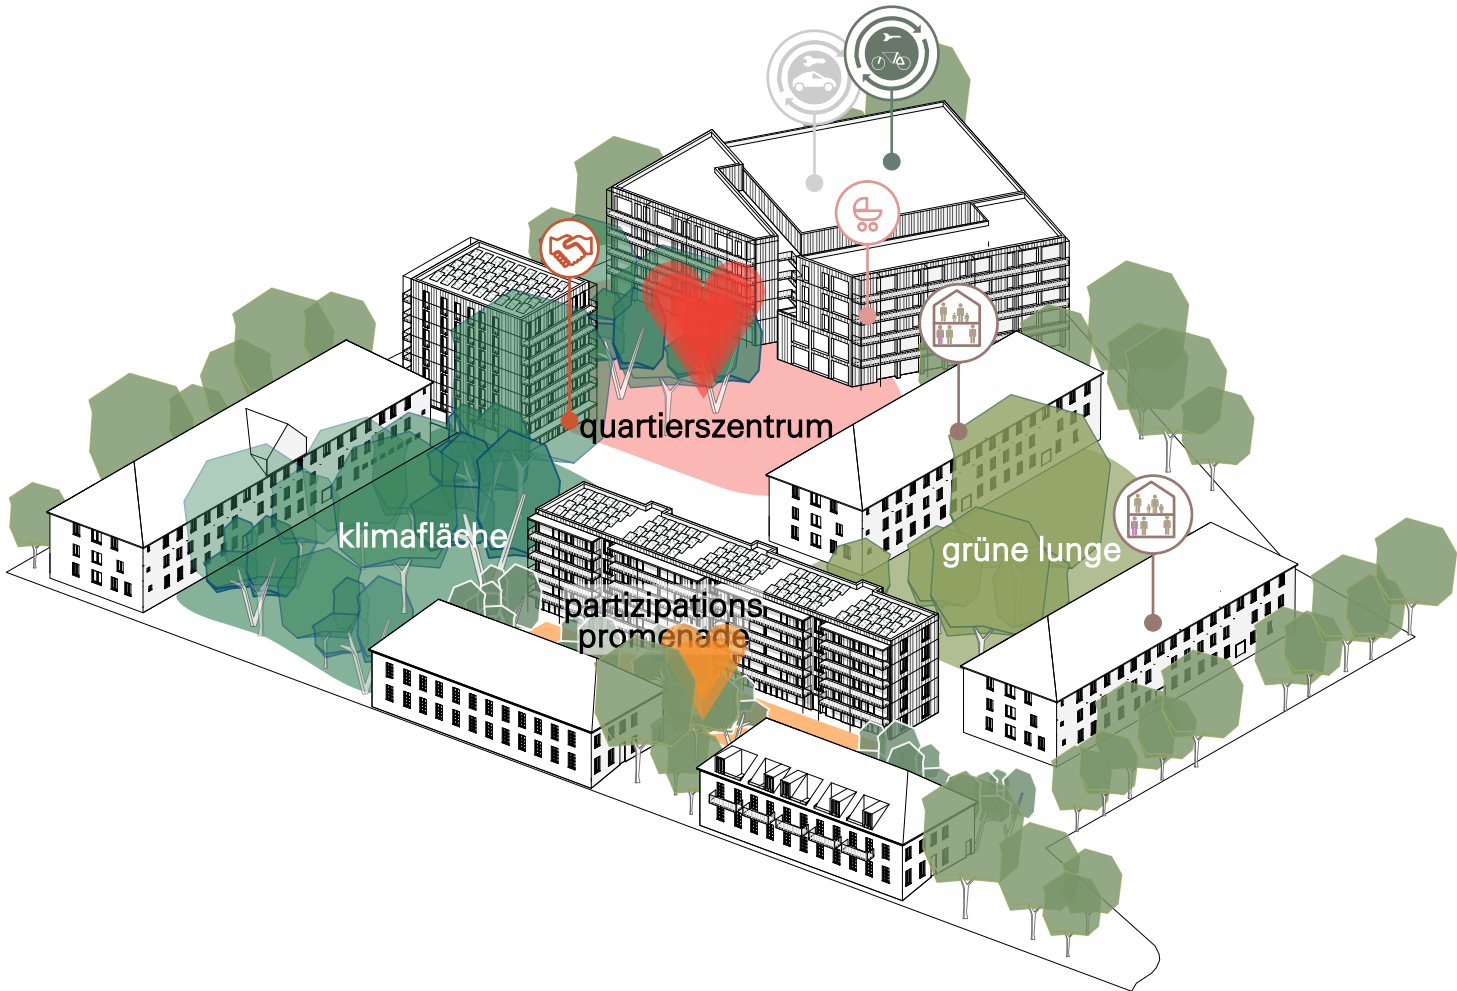 quartierszentrum
klimafläche
grüne lunge
partizipations
promenade